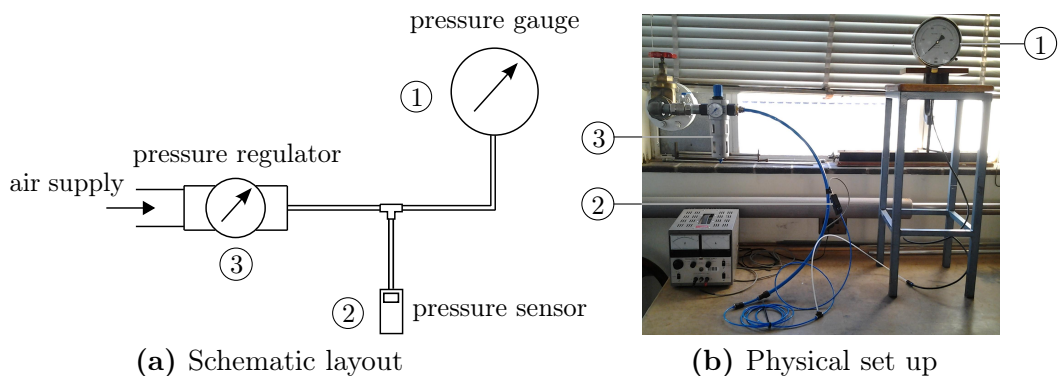 pressure gauge
①
pressure regulator
air supply
③
②
pressure sensor
(a) Schematic layout
①
③
②
(b) Physical set up